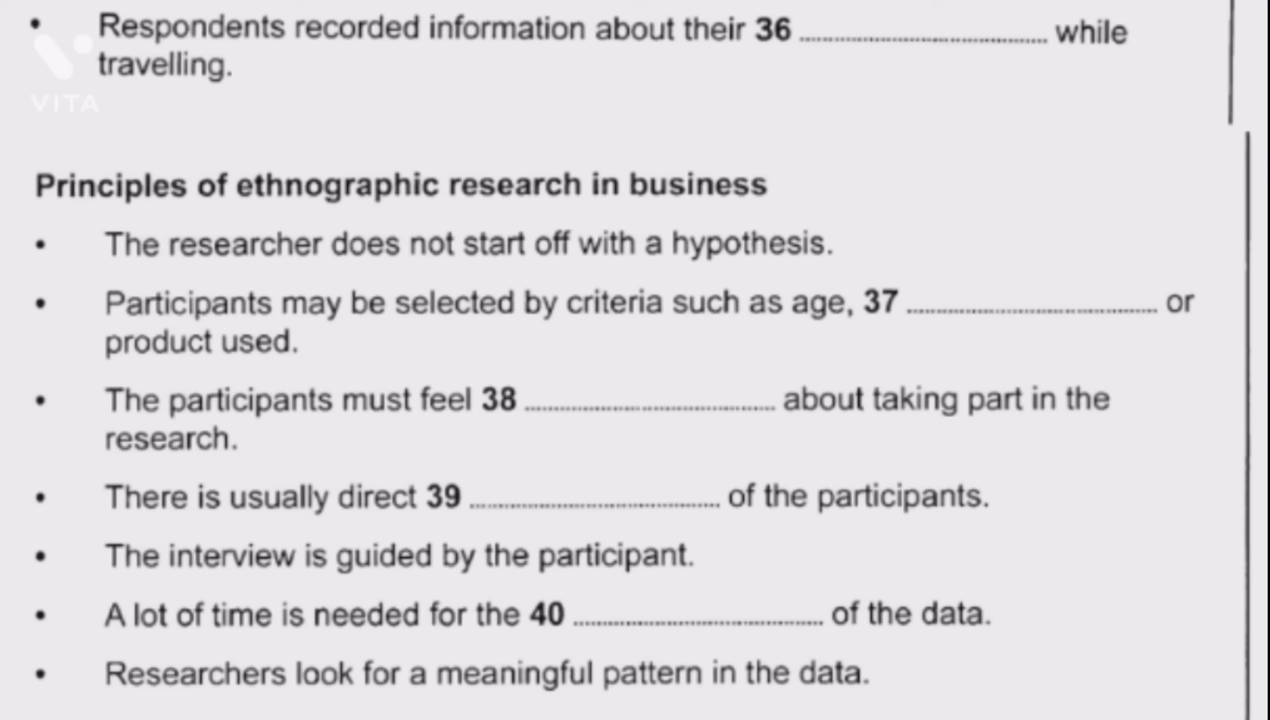 • Respondents recorded information about their 36 ........................................ while
travelling.
VITA
Principles of ethnographic research in business
• The researcher does not start off with a hypothesis.
• Participants may be selected by criteria such as age, 37 ........................................ or
product used.
• The participants must feel 38 ........................................ about taking part in the
research.
• There is usually direct 39 ........................................ of the participants.
• The interview is guided by the participant.
• A lot of time is needed for the 40 ........................................ of the data.
• Researchers look for a meaningful pattern in the data.